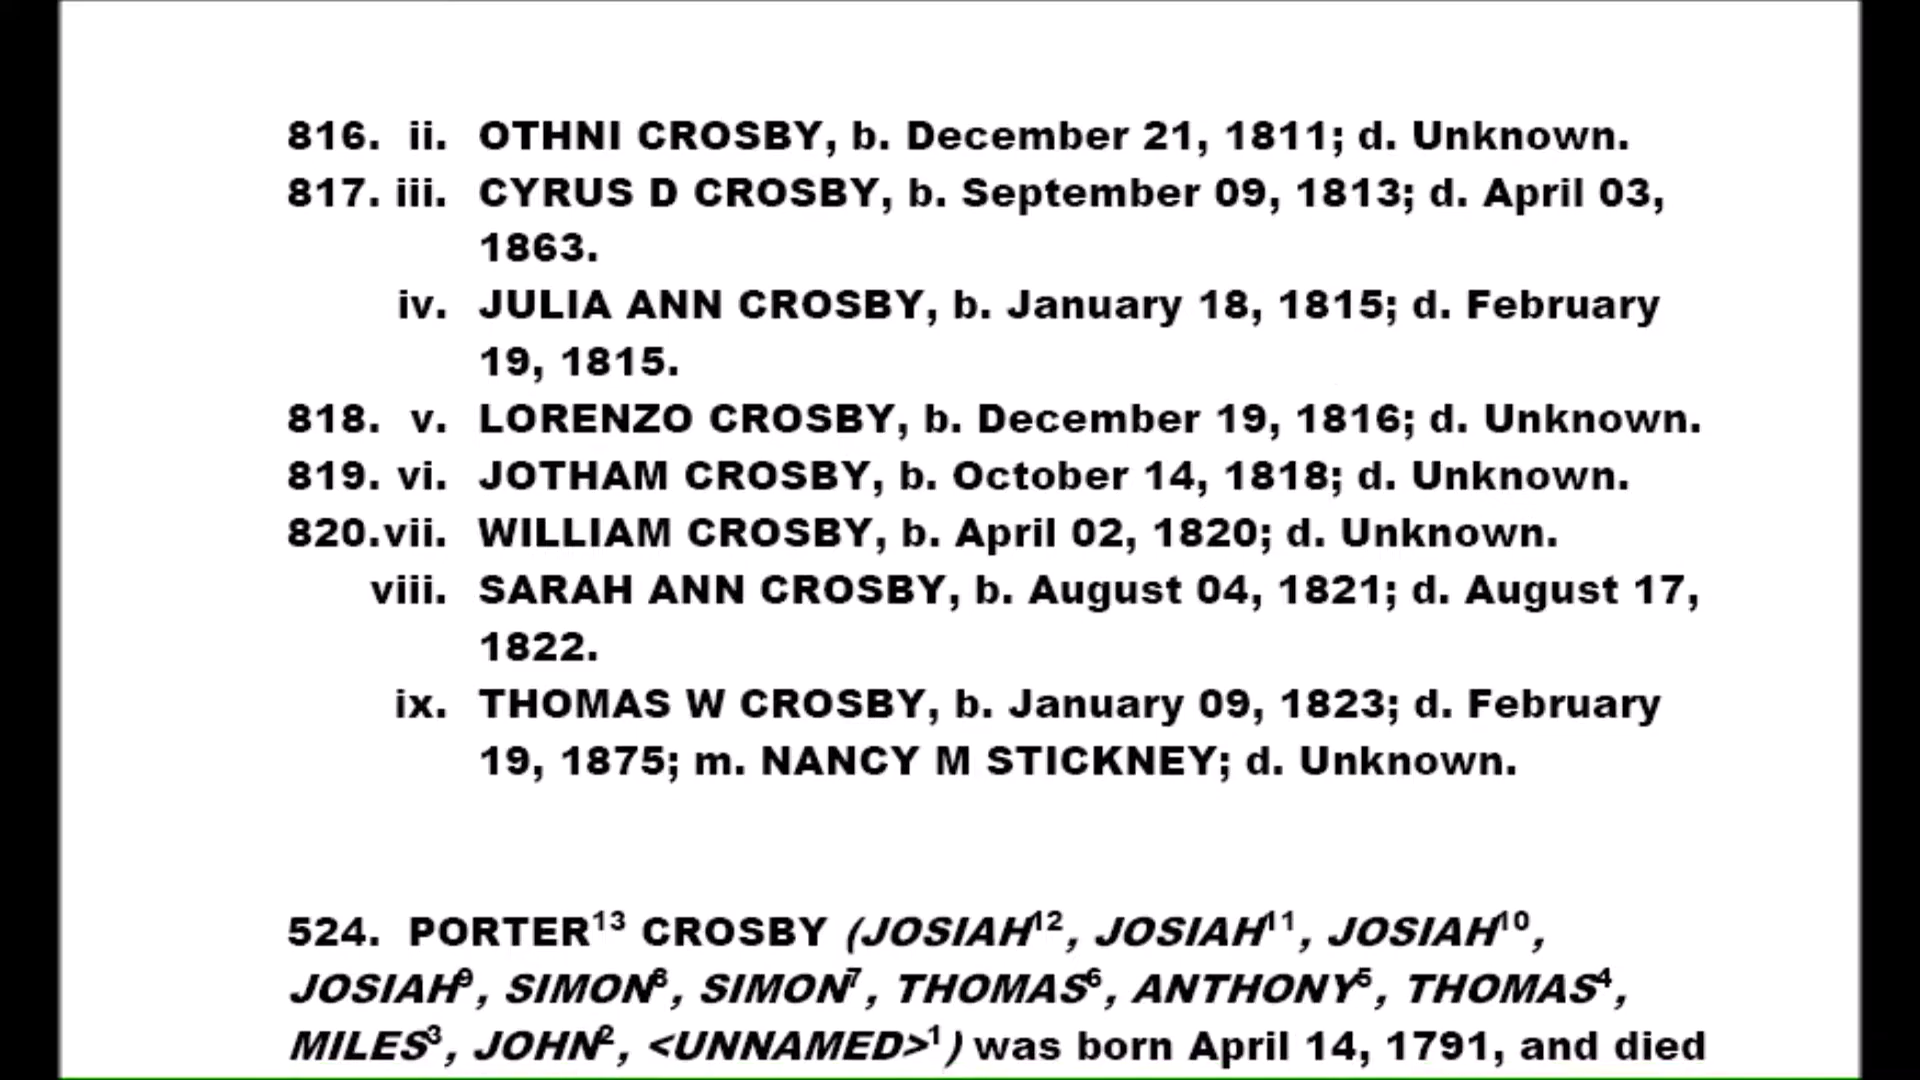 816. ii. OTHNI CROSBY, b. December 21, 1811; d. Unknown.
817. iii. CYRUS D CROSBY, b. September 09, 1813; d. April 03,
1863.
iv. JULIA ANN CROSBY, b. January 18, 1815; d. February
19, 1815.
818. v. LORENZO CROSBY, b. December 19, 1816; d. Unknown.
819. vi. JOTHAM CROSBY, b. October 14, 1818; d. Unknown.
820.vii. WILLIAM CROSBY, b. April 02, 1820; d. Unknown.
viii. SARAH ANN CROSBY, b. August 04, 1821; d. August 17,
1822.
ix. THOMAS W CROSBY, b. January 09, 1823; d. February
19, 1875; m. NANCY M STICKNEY; d. Unknown.
524. PORTER¹³ CROSBY (JOSIAH¹², JOSIAH¹¹, JOSIAH¹⁰,
JOSIAH⁹, SIMON⁸, SIMON⁷, THOMAS⁶, ANTHONY⁵, THOMAS⁴,
MILES³, JOHN², <UNNAMED>¹) was born April 14, 1791, and died